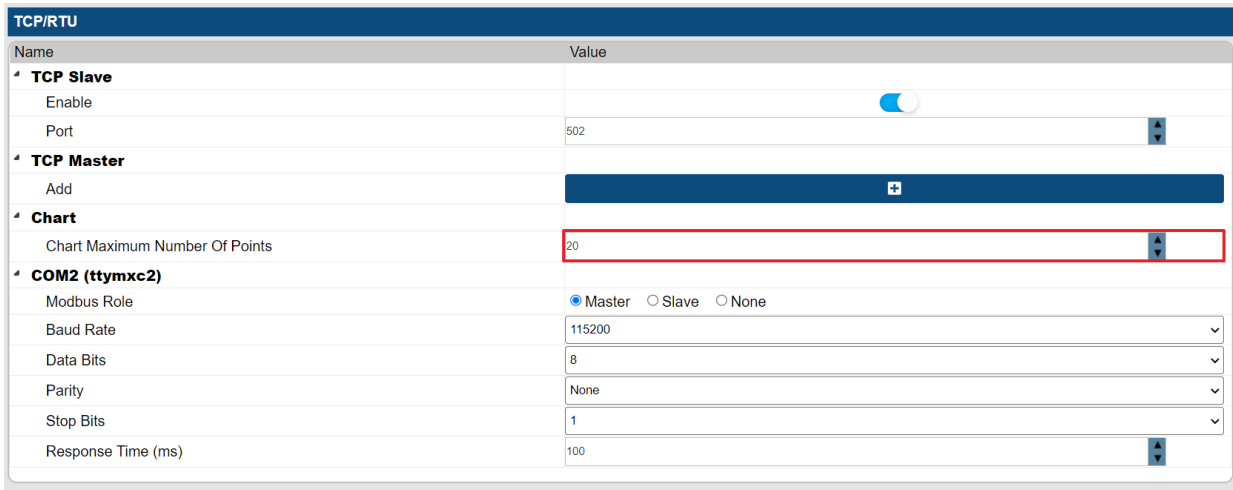 TCP/RTU
Name Value
TCP Slave
Enable
Port 502
TCP Master
Add
Chart
Chart Maximum Number Of Points 20
COM2 (ttymxc2)
Modbus Role Master Slave None
Baud Rate 115200
Data Bits 8
Parity None
Stop Bits 1
Response Time (ms) 100